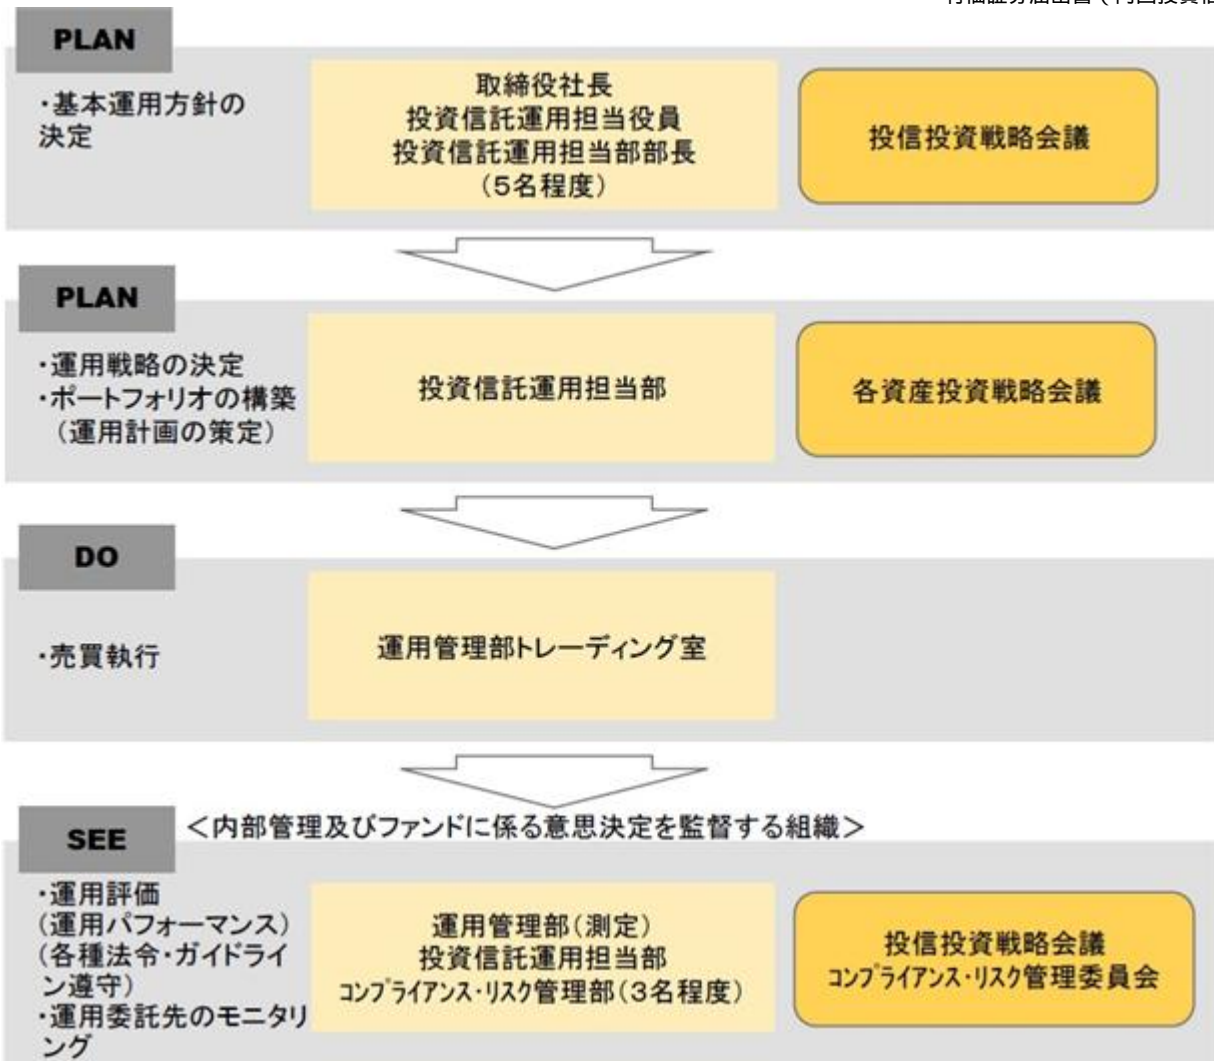 PLAN
・基本運用方針の
決定
取締役社長
投資信託運用担当役員
投資信託運用担当部部長
(5名程度)
投信投資戦略会議
PLAN
・運用戦略の決定
・ポートフォリオの構築
(運用計画の策定)
投資信託運用担当部
各資産投資戦略会議
DO
・売買執行
運用管理部トレーディング室
SEE
＜内部管理及びファンドに係る意思決定を監督する組織＞
・運用評価
(運用パフォーマンス)
(各種法令・ガイドライ
ン遵守)
・運用委託先のモニタリ
ング
運用管理部(測定)
投資信託運用担当部
ｺﾝﾌﾟﾗｲｱﾝｽ・ﾘｽｸ管理部(3名程度)
投信投資戦略会議
ｺﾝﾌﾟﾗｲｱﾝｽ・ﾘｽｸ管理委員会